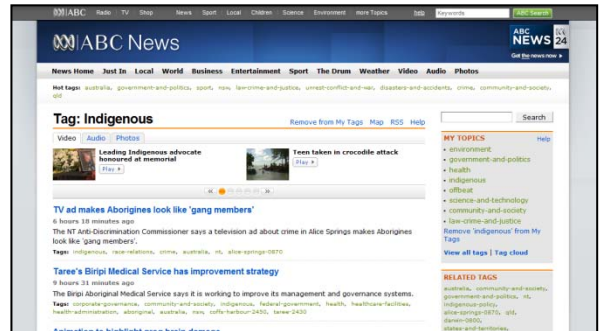 ABC Radio TV Shop News Sport Local Children Science Environment more Topics help Keywords ABC Search
ABC News
ABC NEWS 24
Get the news now
News Home Just In Local World Business Entertainment Sport The Drum Weather Video Audio Photos
Hot tags: australia, government-and-politics, sport, nsw, law-crime-and-justice, unrest-conflict-and-war, disasters-and-accidents, crime, community-and-society,
qld
Tag: Indigenous
Remove from My Tags Map RSS Help
Search
Video Audio Photos
Leading Indigenous advocate
honoured at memorial
Play
Teen taken in crocodile attack
Play
TV ad makes Aborigines look like 'gang members'
6 hours 18 minutes ago
The NT Anti-Discrimination Commissioner says a television ad about crime in Alice Springs makes Aborigines
look like 'gang members'.
Tags: indigenous, race-relations, crime, australia, nt, alice-springs-0870
Taree's Biripi Medical Service has improvement strategy
9 hours 31 minutes ago
The Biripi Aboriginal Medical Service says it is working to improve its management and governance systems.
Tags: corporate-governance, community-and-society, indigenous, federal-government, health, healthcare-facilities,
health-administration, aboriginal, australia, nsw, coffs-harbour-2450, taree-2430
Animation to highlight grog brain damage
MY TOPICS Help
environment
government-and-politics
health
indigenous
offbeat
science-and-technology
community-and-society
law-crime-and-justice
Remove 'indigenous' from My
Tags
View all tags | Tag cloud
RELATED TAGS
australia, community-and-society,
government-and-politics, nt,
indigenous-policy,
alice-springs-0870, qld,
darwin-0800,
states-and-territories,